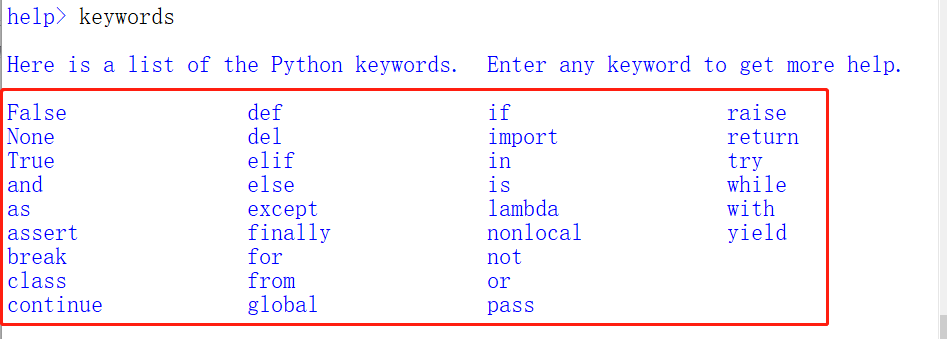 help> keywords
Here is a list of the Python keywords.  Enter any keyword to get more help.
False               def                 if                  raise
None                del                 import              return
True                elif                in                  try
and                 else                is                  while
as                  except              lambda              with
assert              finally             nonlocal            yield
break               for                 not
class               from                or
continue            global              pass